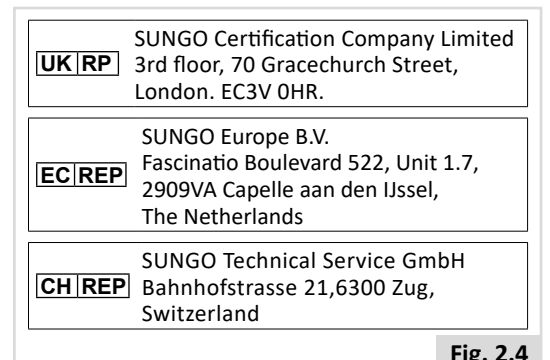 UK RP
SUNGO Certification Company Limited
3rd floor, 70 Gracechurch Street,
London. EC3V 0HR.
EC REP
SUNGO Europe B.V.
Fascinatio Boulevard 522, Unit 1.7,
2909VA Capelle aan den IJssel,
The Netherlands
CH REP
SUNGO Technical Service GmbH
Bahnhofstrasse 21,6300 Zug,
Switzerland
Fig. 2.4